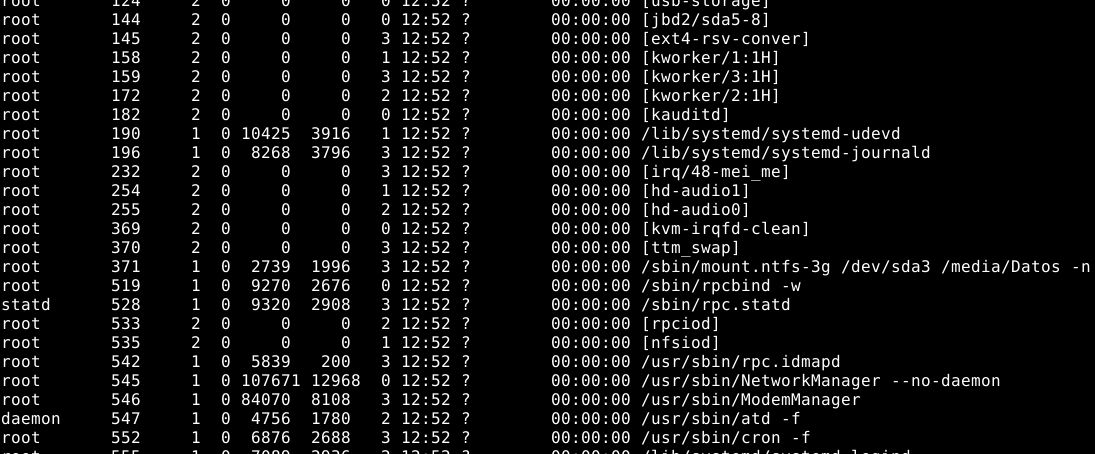 root 124 2 0 0 0 0 12:52 ? 00:00:00 [usb-storage]
root 144 2 0 0 0 0 12:52 ? 00:00:00 [jbd2/sda5-8]
root 145 2 0 0 0 3 12:52 ? 00:00:00 [ext4-rsv-conver]
root 158 2 0 0 0 1 12:52 ? 00:00:00 [kworker/1:1H]
root 159 2 0 0 0 3 12:52 ? 00:00:00 [kworker/3:1H]
root 172 2 0 0 0 2 12:52 ? 00:00:00 [kworker/2:1H]
root 182 2 0 0 0 0 12:52 ? 00:00:00 [kauditd]
root 190 1 0 10425 3916 1 12:52 ? 00:00:00 /lib/systemd/systemd-udevd
root 196 1 0 8268 3796 3 12:52 ? 00:00:00 /lib/systemd/systemd-journald
root 232 2 0 0 0 3 12:52 ? 00:00:00 [irq/48-mei_me]
root 254 2 0 0 0 1 12:52 ? 00:00:00 [hd-audio1]
root 255 2 0 0 0 2 12:52 ? 00:00:00 [hd-audio0]
root 369 2 0 0 0 0 12:52 ? 00:00:00 [kvm-irqfd-clean]
root 370 2 0 0 0 3 12:52 ? 00:00:00 [ttm_swap]
root 371 1 0 2739 1996 3 12:52 ? 00:00:00 /sbin/mount.ntfs-3g /dev/sda3 /media/Datos -n
root 519 1 0 9270 2676 0 12:52 ? 00:00:00 /sbin/rpcbind -w
statd 528 1 0 9320 2908 3 12:52 ? 00:00:00 /sbin/rpc.statd
root 533 2 0 0 0 2 12:52 ? 00:00:00 [rpciod]
root 535 2 0 0 0 1 12:52 ? 00:00:00 [nfsiod]
root 542 1 0 5839 200 3 12:52 ? 00:00:00 /usr/sbin/rpc.idmapd
root 545 1 0 107671 12968 0 12:52 ? 00:00:00 /usr/sbin/NetworkManager --no-daemon
root 546 1 0 84070 8108 3 12:52 ? 00:00:00 /usr/sbin/ModemManager
daemon 547 1 0 4756 1780 2 12:52 ? 00:00:00 /usr/sbin/atd -f
root 552 1 0 6876 2688 3 12:52 ? 00:00:00 /usr/sbin/cron -f
root 1 0 12:52 ? 00:00:00 /lib/systemd/systemd-logind